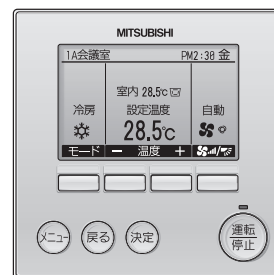 MITSUBISHI
1A会議室 PM2:38 金
室内 28.5℃
冷房 設定温度 自動
28.5℃
モード － 温度 ＋
メニュー 戻る 決定 運転
停止